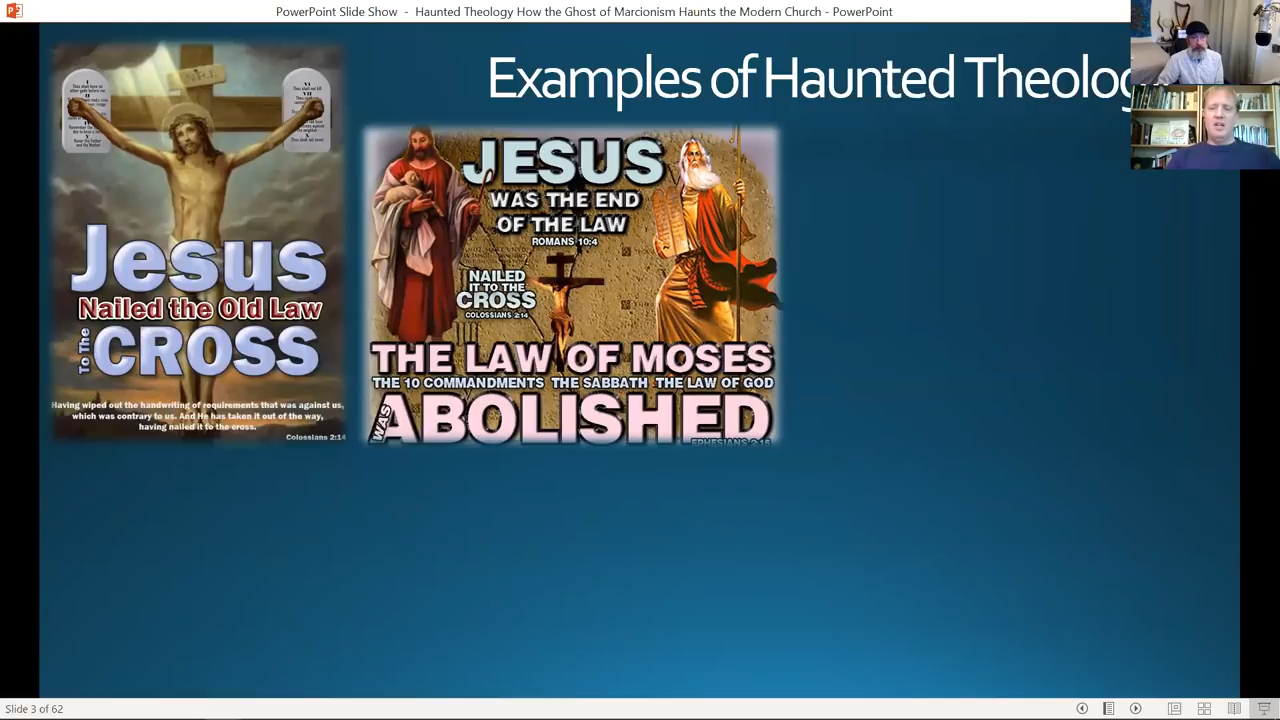 PowerPoint Slide Show - Haunted Theology How the Ghost of Marcionism Haunts the Modern Church - PowerPoint
Examples of Haunted Theolog
Jesus
Nailed the Old Law
To The
CROSS
Having wiped out the handwriting of requirements that was against us,
which was contrary to us. And He has taken it out of the way,
having nailed it to the cross.
Colossians 2:14
JESUS
WAS THE END
OF THE LAW
ROMANS 10:4
NAILED
IT TO THE
CROSS
COLOSSIANS 2:14
THE LAW OF MOSES
THE 10 COMMANDMENTS THE SABBATH THE LAW OF GOD
WAS
ABOLISHED
EPHESIANS 2:15
Slide 3 of 62